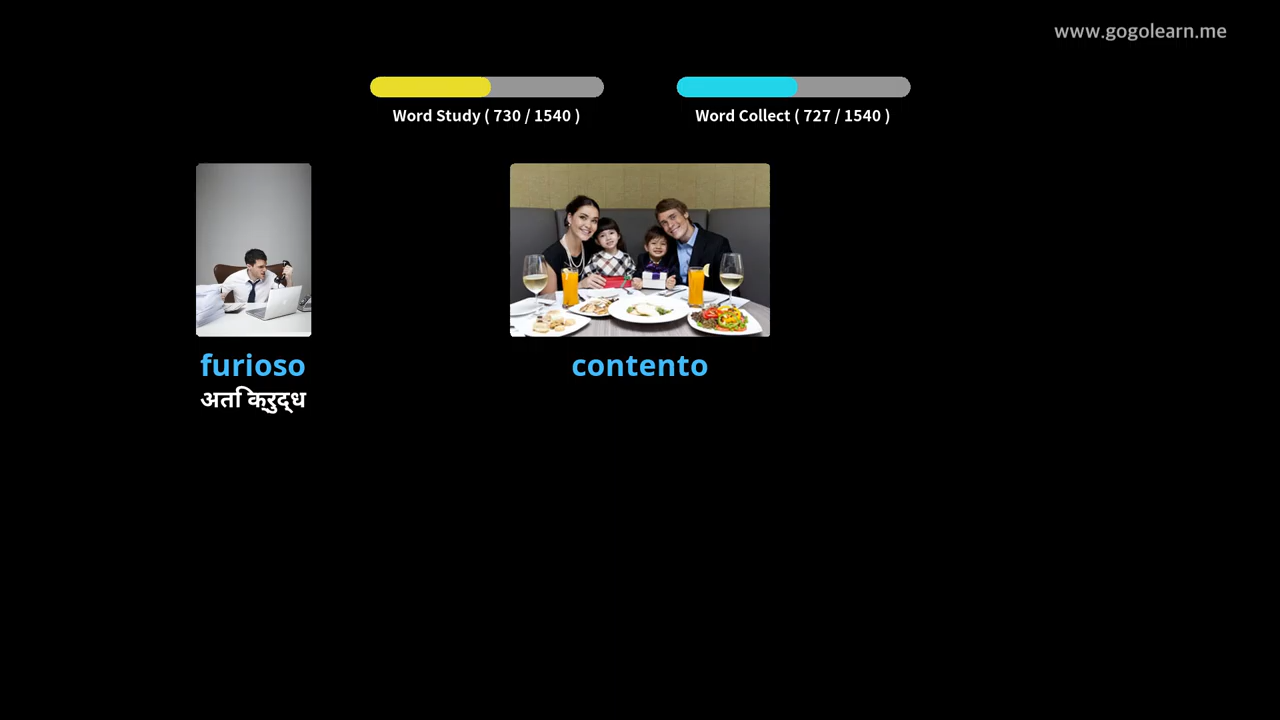 www.gogolearn.me
Word Study ( 730 / 1540 )
Word Collect ( 727 / 1540 )
furioso
contento
अति क्रुद्ध